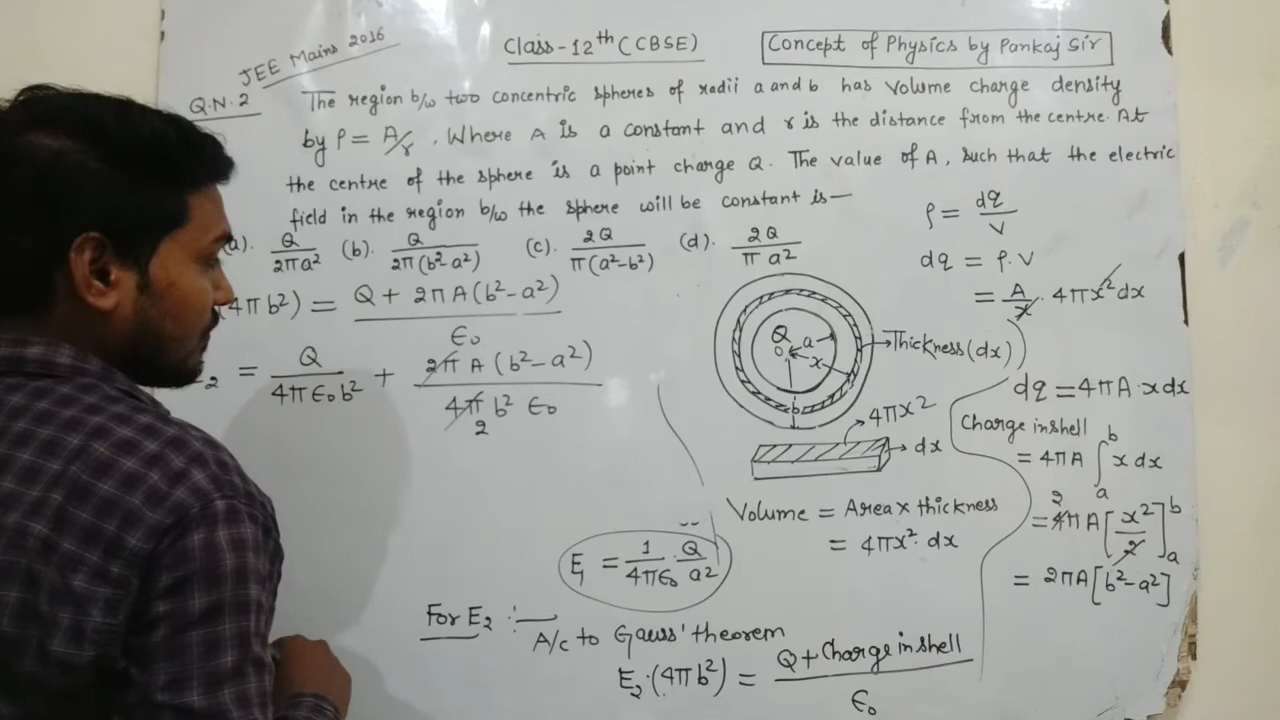 JEE Mains 2016
Class-12th (CBSE)
Concept of Physics by Pankaj Sir
Q.N.2 The region b/w two concentric spheres of radii a and b has volume charge density
by ρ = A/r, Where A is a constant and r is the distance from the centre. At
the centre of the sphere is a point charge Q. The value of A, such that the electric
field in the region b/w the sphere will be constant is—
(a). Q/2πa² (b). Q/2π(b²-a²) (c). 2Q/π(a²-b²) (d). 2Q/πa²
(4πb²) = Q + 2πA(b²-a²)/ε₀
2 = Q/4πε₀b² + 2πA(b²-a²)/4πb²ε₀
2
ρ = dq/v
dq = ρ.v
= A/x . 4πx²dx
Q
O
a
x
b
Thickness(dx)
4πx²
dx
Volume = Area x thickness
= 4πx². dx
dq = 4πA.x dx
Charge in shell
= 4πA ∫ₐᵇ x dx
2
= 4πA [x²/2]ᵇₐ
= 2πA[b²-a²]
E₁ = 1/4πε₀ . Q/a²
For E₂ :—
A/c to Gauss' theorem
E₂.(4πb²) = Q + Charge in shell/ε₀